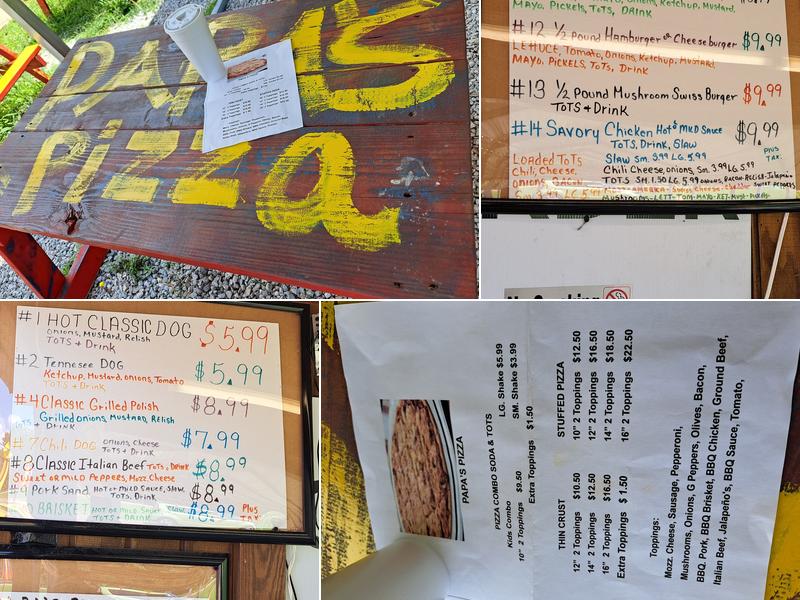 PAPA'S
Pizza
Mayo. Pickles, Tots, Drink
#12 ½ Pound Hamburger or Cheeseburger $9.99
Lettuce, Tomato, Onions, Ketchup, Mustard
Mayo. Pickels, Tots, Drink
#13 ½ Pound Mushroom Swiss Burger $9.99
Tots + Drink
#14 Savory Chicken Hot & Mild Sauce $9.99
Tots, Drink, Slaw
Plus
Tax
Loaded Tots
Chili, Cheese,
Onions, Bacon
Slaw Sm. 3.99 LG. 5.99
Chili Cheese, onions, Sm. 3.99 LG. 5.99
Tots Sm. 1.50 LG. 5.99
#1 Hot Classic Dog $5.99
Onions, Mustard, Relish
Tots + Drink
#2 Tennesee Dog $5.99
Ketchup, Mustard, Onions, Tomato
Tots + Drink
#4 Classic Grilled Polish $8.99
Grilled onions, Mustard, Relish
Tots + Drink
#7 Chili Dog Onions, Cheese $7.99
Tots + Drink
#8 Classic Italian Beef Tots, Drink $8.99
Sweet or Mild Peppers, Mozz. Cheese
#9 Pork Sand Hot or Mild Sauce, Slaw $8.99
Tots, Drink
Brisket Hot or Mild Sauce Slaw $8.99 Plus
Tots + Drink Tax
PAPA'S PIZZA
PIZZA COMBO SODA & TOTS
Kids Combo LG. Shake $5.99
10" 2 Toppings $9.50 SM. Shake $3.99
Extra Toppings $1.50
THIN CRUST
12" 2 Toppings $10.50
14" 2 Toppings $12.50
16" 2 Toppings $16.50
Extra Toppings $ 1.50
STUFFED PIZZA
10" 2 Toppings $12.50
12" 2 Toppings $16.50
14" 2 Toppings $18.50
16" 2 Toppings $22.50
Toppings:
Mozz. Cheese, Sausage, Pepperoni,
Mushrooms, Onions, G Peppers, Olives, Bacon,
BBQ. Pork, BBQ Brisket, BBQ Chicken, Ground Beef,
Italian Beef, Jalapeño's, BBQ Sauce, Tomato,